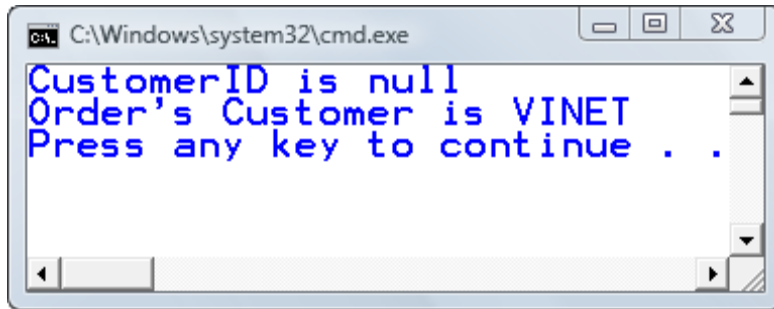 C:\Windows\system32\cmd.exe
CustomerID is null
Order's Customer is VINET
Press any key to continue . .